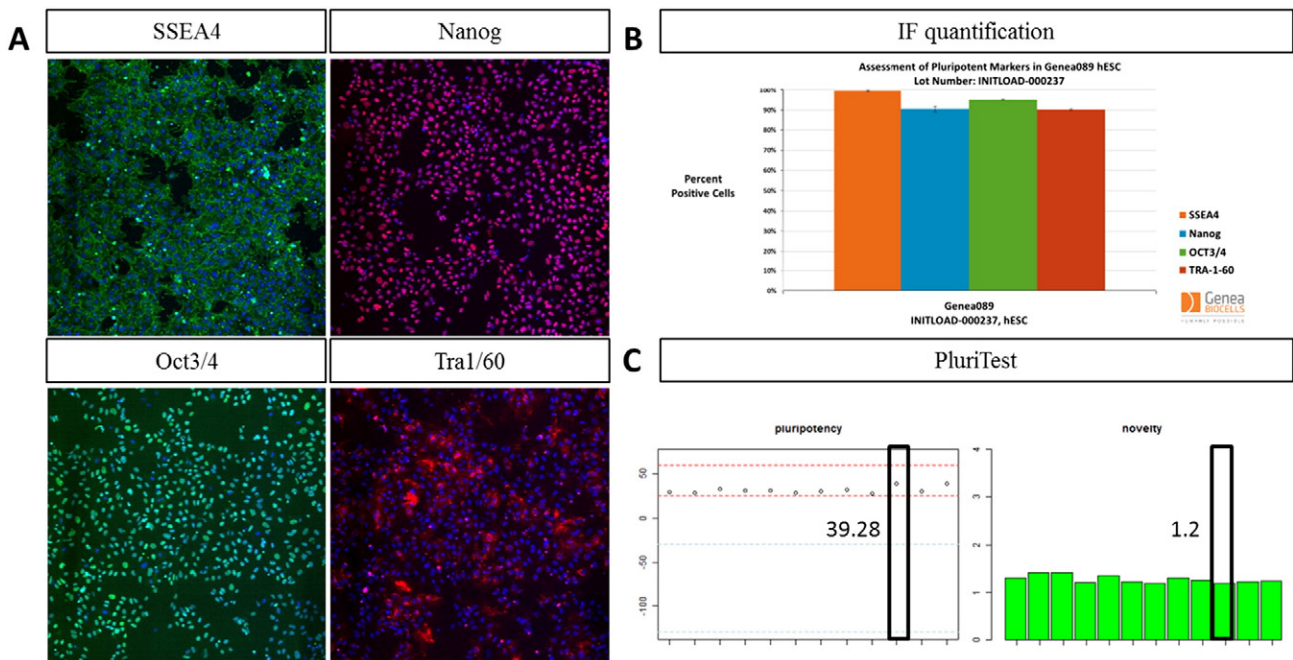 A
SSEA4
Nanog
Oct3/4
Tra1/60
B
IF quantification
Assessment of Pluripotent Markers in Genea089 hESC
Lot Number: INITLOAD-000237
100%
90%
80%
70%
60%
50%
40%
30%
20%
10%
0%
Percent
Positive Cells
SSEA4
Nanog
OCT3/4
TRA-1-60
Genea089
INITLOAD-000237, hESC
Genea
BIOCELLS
C
PluriTest
pluripotency
50
0
-50
-100
39.28
novelty
4
3
2
1
0
1.2